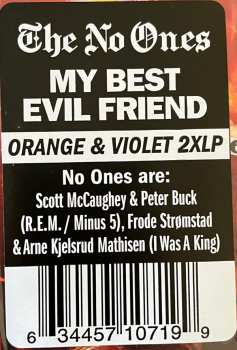 The No Ones
MY BEST
EVIL FRIEND
ORANGE & VIOLET 2XLP
No Ones are:
Scott McCaughey & Peter Buck
(R.E.M. / Minus 5), Frode Strømstad
& Arne Kjelsrud Mathisen (I Was A King)
6 34457 10719 9